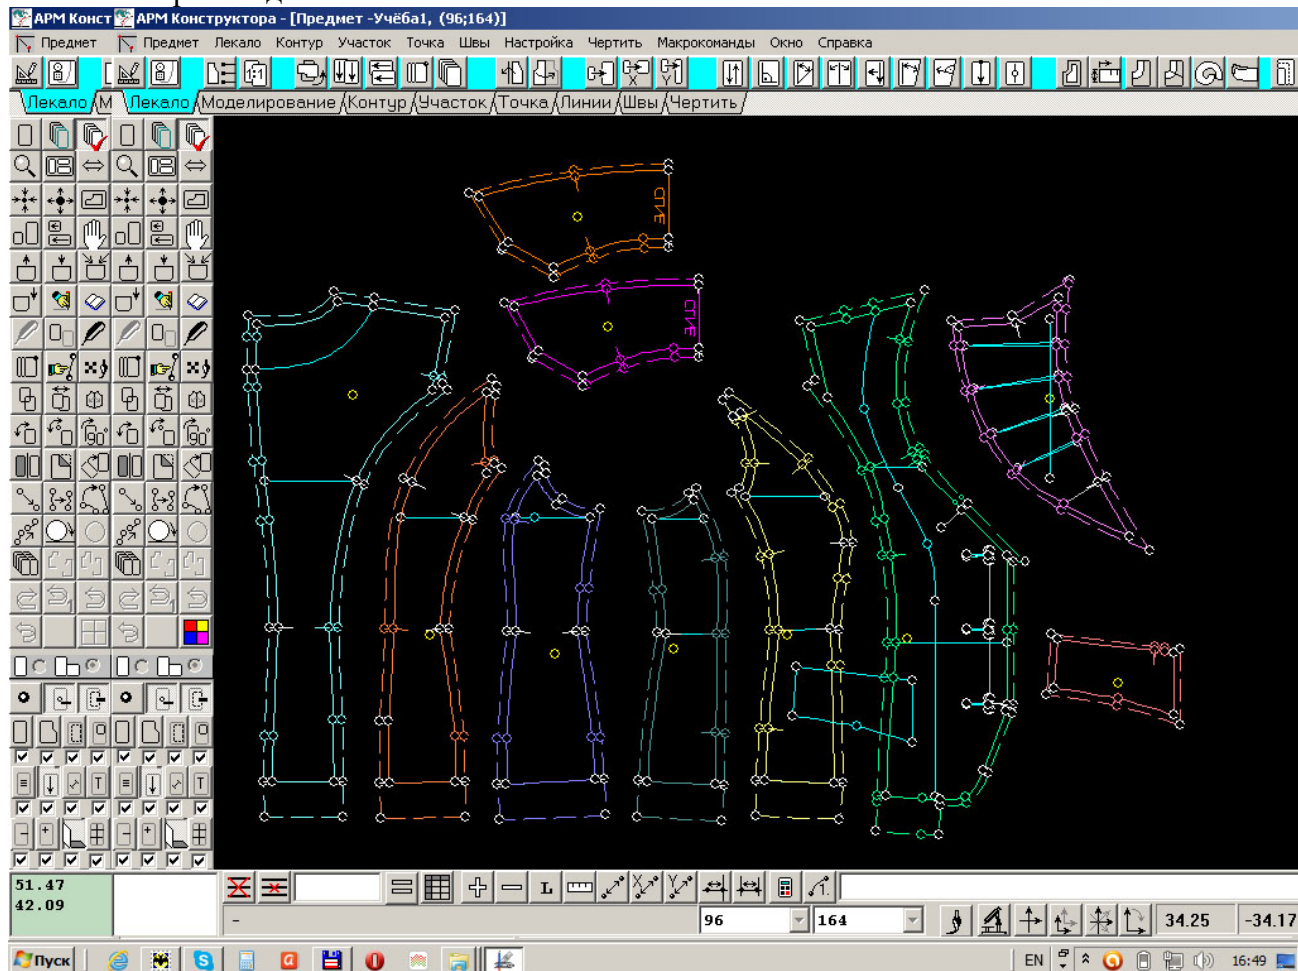 АРМ Конст АРМ Конструктора - [Предмет -Учёба1, (96;164)]
Предмет Предмет Лекало Контур Участок Точка Швы Настройка Чертить Макрокоманды Окно Справка
Лекало М Лекало Моделирование Контур Участок Точка Линии Швы Чертить
51.47
42.09
-
96 164 34.25 -34.17
Пуск EN 16:49